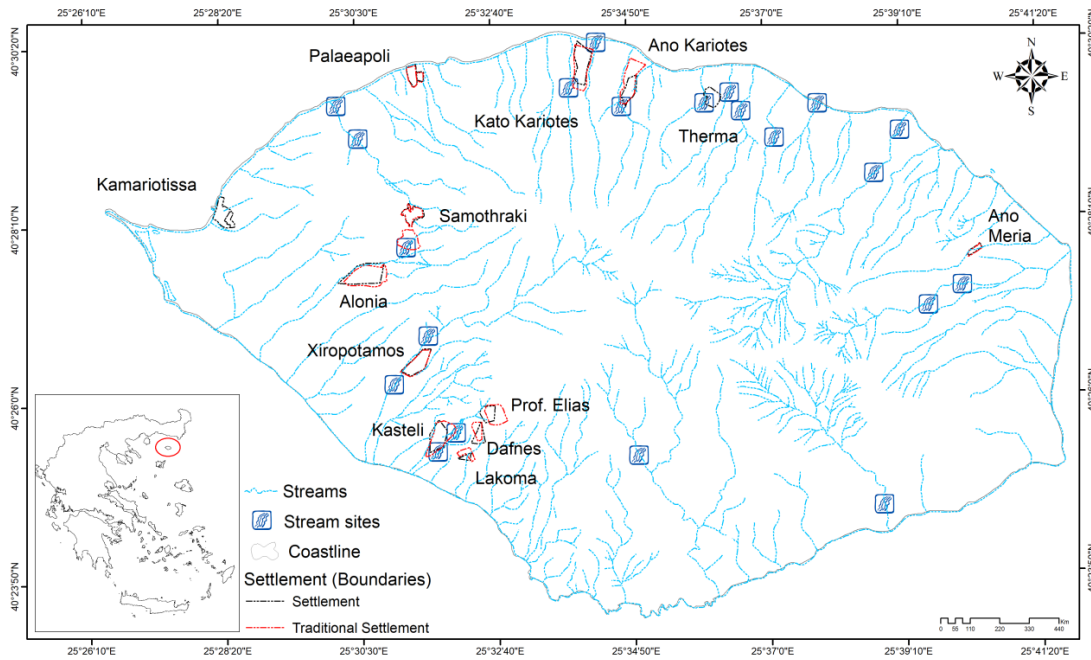 25°26'10"E 25°28'20"E 25°30'30"E 25°32'40"E 25°34'50"E 25°37'0"E 25°39'10"E 25°41'20"E
40°30'20"N
40°28'10"N
40°26'0"N
40°23'50"N
N
W E
S
Palaeapoli
Ano Kariotes
Kato Kariotes
Therma
Kamariotissa
Samothraki
Ano
Meria
Alonia
Xiropotamos
Prof. Elias
Kasteli
Dafnes
Lakoma
Streams
Stream sites
Coastline
Settlement (Boundaries)
Settlement
Traditional Settlement
0 55 110 220 330 440 Km
25°26'10"E 25°28'20"E 25°30'30"E 25°32'40"E 25°34'50"E 25°37'0"E 25°39'10"E 25°41'20"E